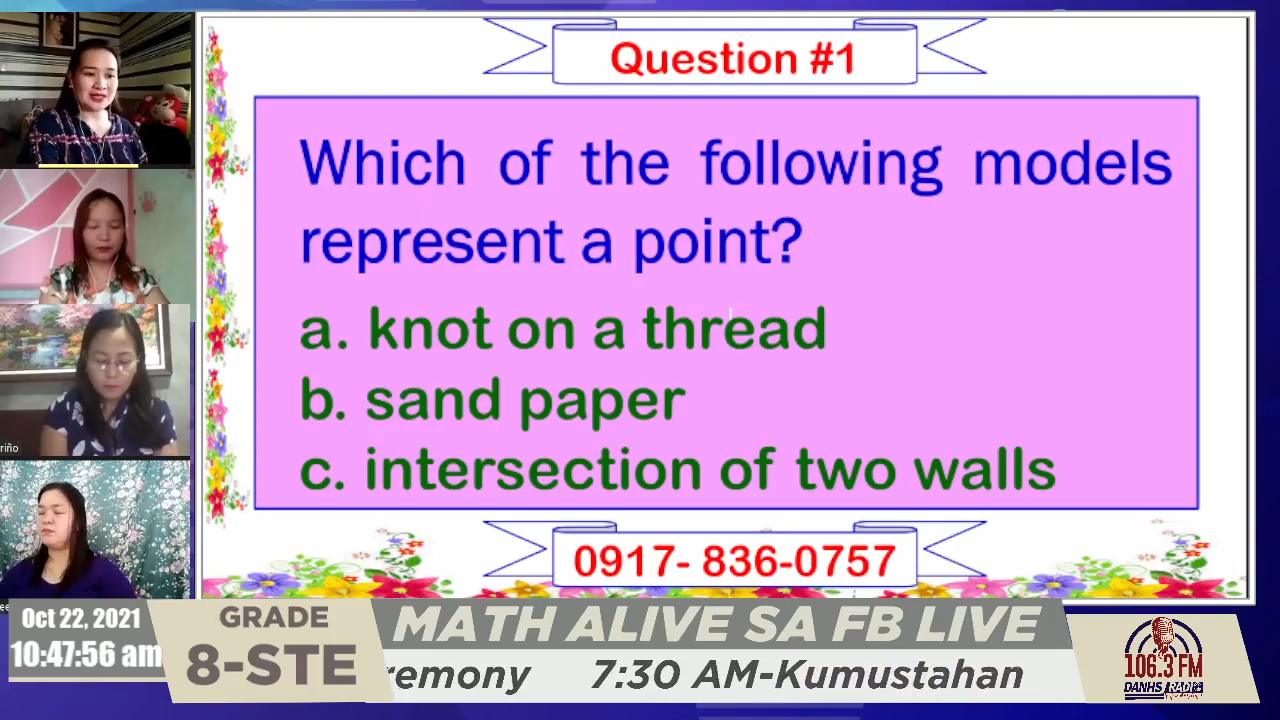 Question #1
Which of the following models
represent a point?
a. knot on a thread
b. sand paper
c. intersection of two walls
0917- 836-0757
riño
Oct 22, 2021
10:47:56 am
GRADE
8-STE
MATH ALIVE SA FB LIVE
remony 7:30 AM-Kumustahan
106.3 FM
DANHS RADIO